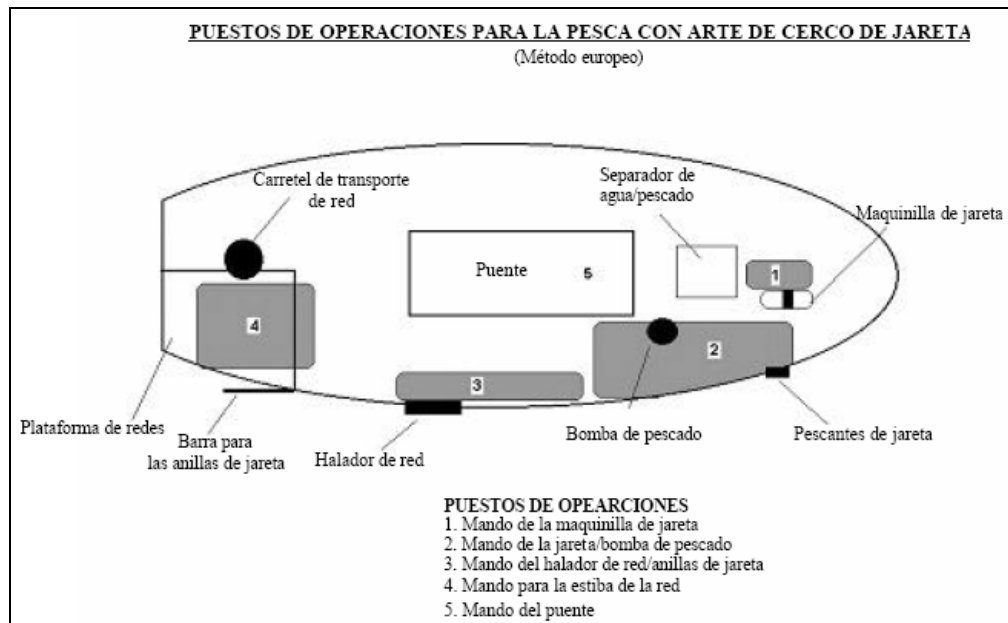 PUESTOS DE OPERACIONES PARA LA PESCA CON ARTE DE CERCO DE JARETA
(Método europeo)
Carretel de transporte
de red
Separador de
agua/pescado
Maquinilla de jareta
Puente
5
1
4
2
3
Plataforma de redes
Barra para
las anillas de jareta
Halador de red
Bomba de pescado
Pescantes de jareta
PUESTOS DE OPEARCIONES
1. Mando de la maquinilla de jareta
2. Mando de la jareta/bomba de pescado
3. Mando del halador de red/anillas de jareta
4. Mando para la estiba de la red
5. Mando del puente